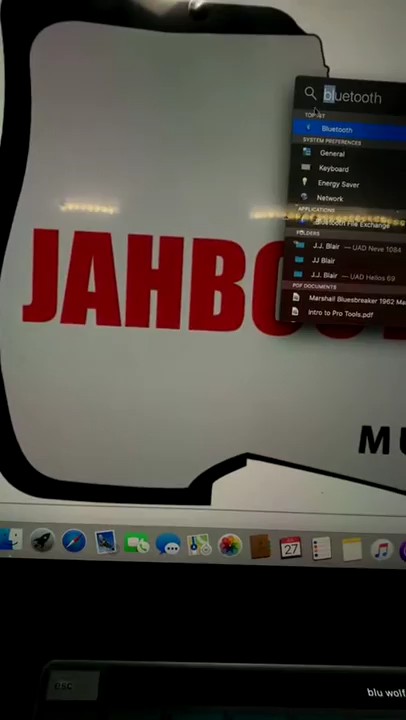 bluetooth
TOP HIT
Bluetooth
SYSTEM PREFERENCES
General
Keyboard
Energy Saver
Network
APPLICATIONS
Bluetooth File Exchange
FOLDERS
J.J. Blair — UAD Neve 1084
JJ Blair
J.J. Blair — UAD Helios 69
PDF DOCUMENTS
Marshall Bluesbreaker 1962 Ma
Intro to Pro Tools.pdf
JAHBO
MU
27
esc
blu wolf